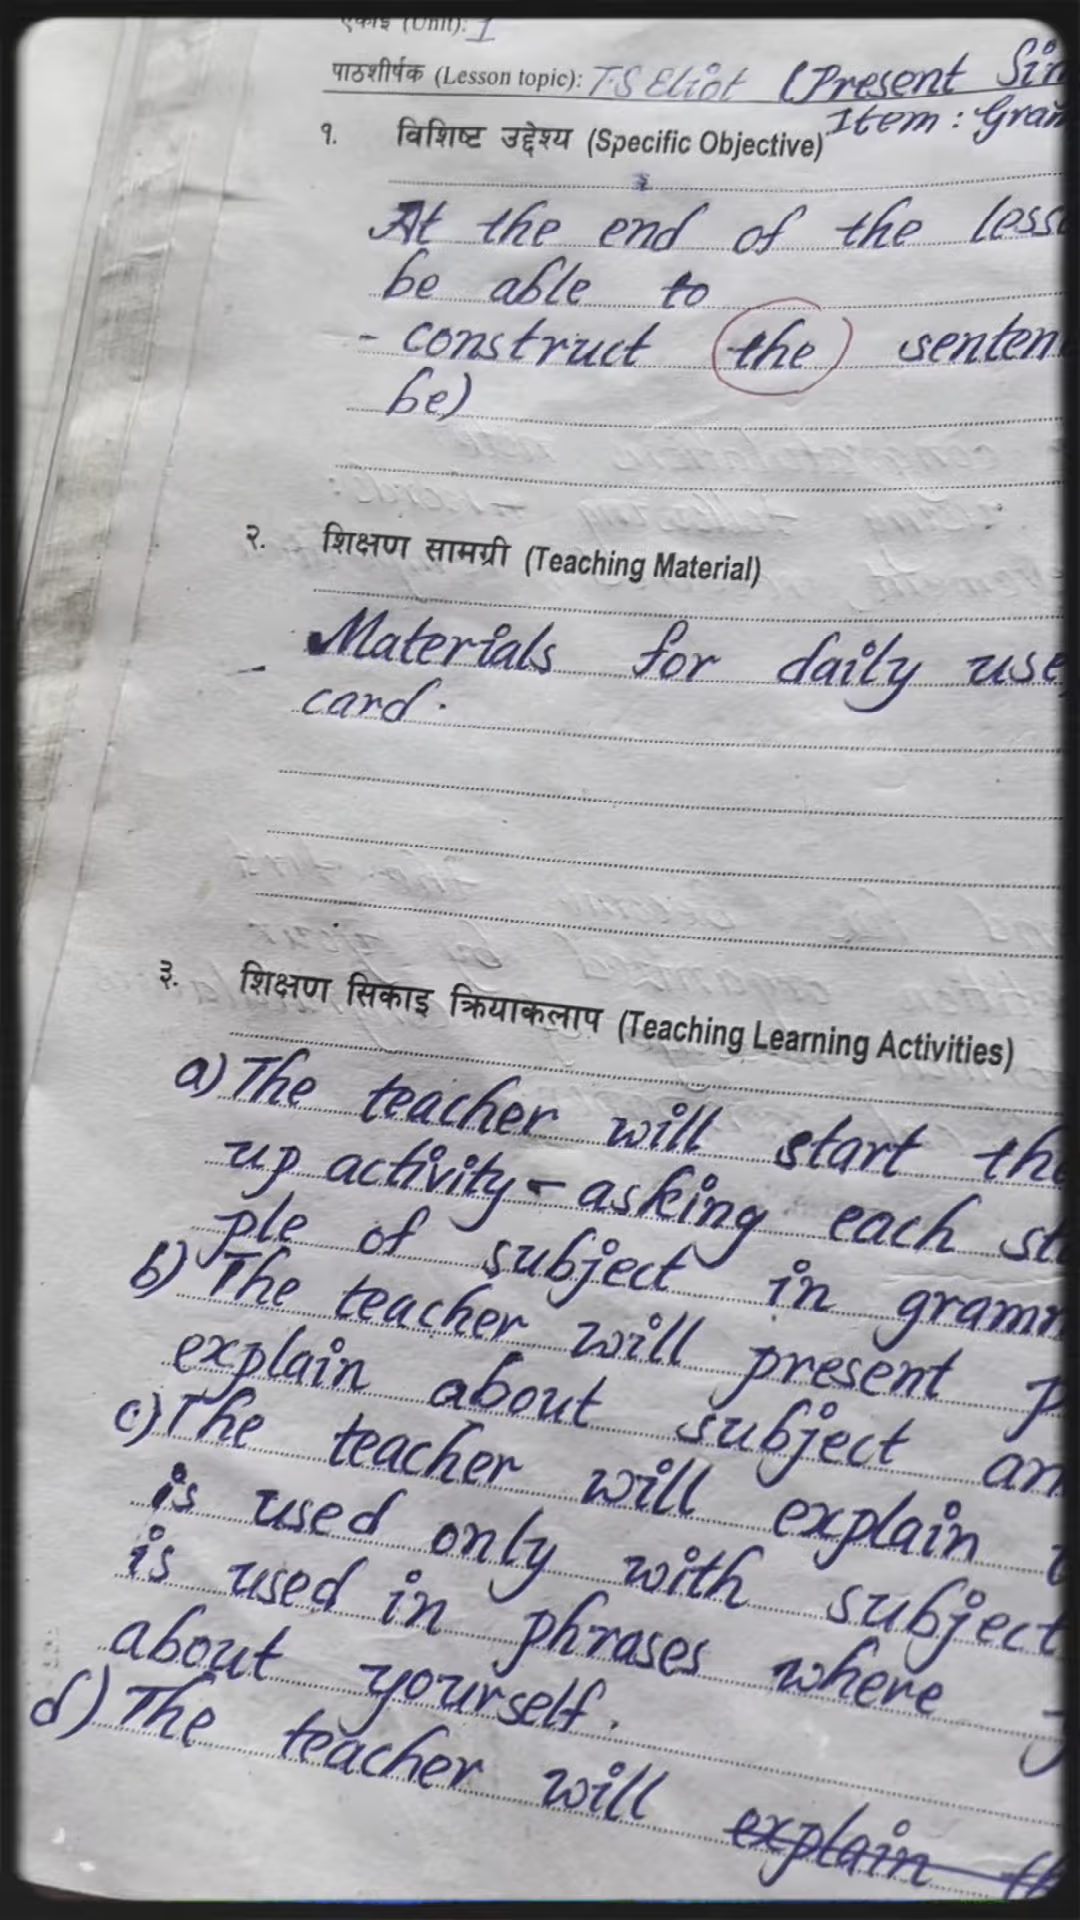 एकाइ (Unit): I
पाठशीर्षक (Lesson topic): T.S Eliot (Present Sin
Item : Gram
१. विशिष्ट उद्देश्य (Specific Objective)
At the end of the less
be able to
- construct the senten
be)
२. शिक्षण सामग्री (Teaching Material)
- Materials for daily use,
card.
३. शिक्षण सिकाइ क्रियाकलाप (Teaching Learning Activities)
a) The teacher will start the
up activity - asking each st
ple of subject in gramm
b) The teacher will present p
explain about subject an
c) The teacher will explain
is used only with subject
is used in phrases where
about yourself.
d) The teacher will explain th